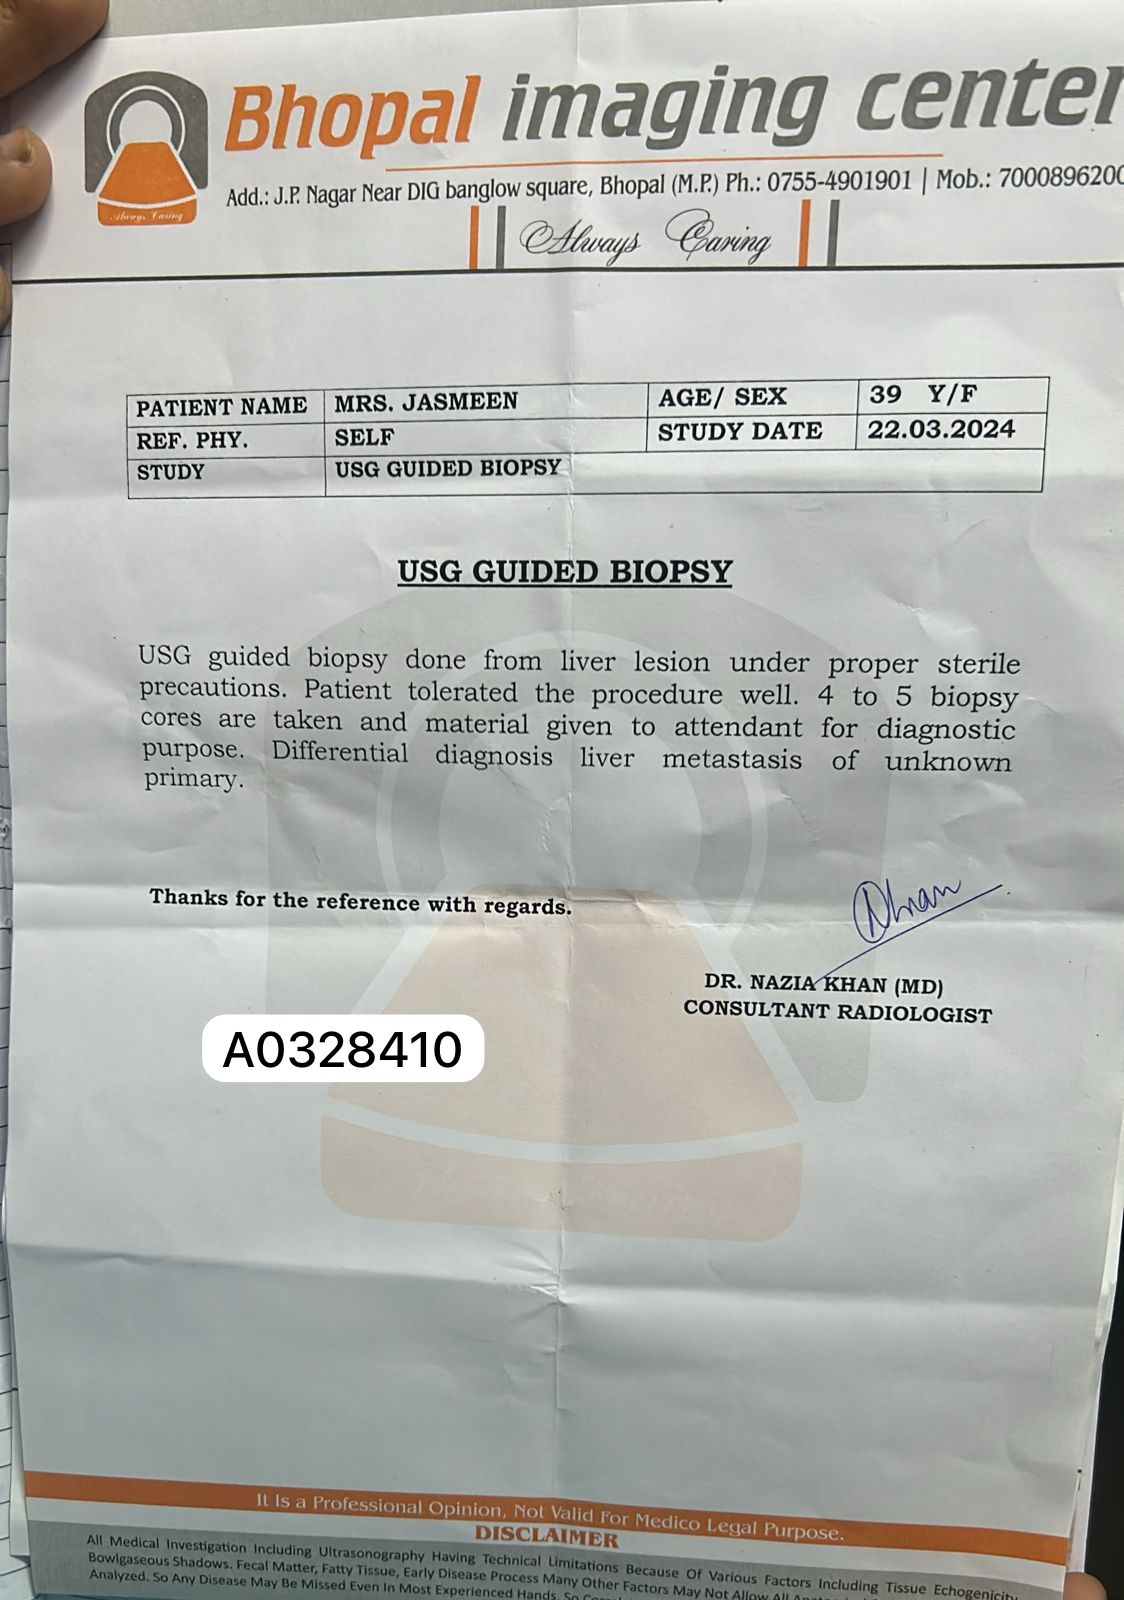 Bhopal imaging center
Add.: J.P. Nagar Near DIG banglow square, Bhopal (M.P.) Ph.: 0755-4901901 | Mob.: 7000896200
Always Caring
Always Caring
PATIENT NAME MRS. JASMEEN AGE/ SEX 39 Y/F
REF. PHY. SELF STUDY DATE 22.03.2024
STUDY USG GUIDED BIOPSY
USG GUIDED BIOPSY
USG guided biopsy done from liver lesion under proper sterile
precautions. Patient tolerated the procedure well. 4 to 5 biopsy
cores are taken and material given to attendant for diagnostic
purpose. Differential diagnosis liver metastasis of unknown
primary.
Thanks for the reference with regards.
DR. NAZIA KHAN (MD)
CONSULTANT RADIOLOGIST
A0328410
It Is a Professional Opinion, Not Valid For Medico Legal Purpose.
DISCLAIMER
All Medical Investigation Including Ultrasonography Having Technical Limitations Because Of Various Factors Including Tissue Echogenicity,
Bowlgaseous Shadows. Fecal Matter, Fatty Tissue, Early Disease Process Many Other Factors May Not Allow All
Analyzed. So Any Disease May Be Missed Even In Most Experienced Hands. So